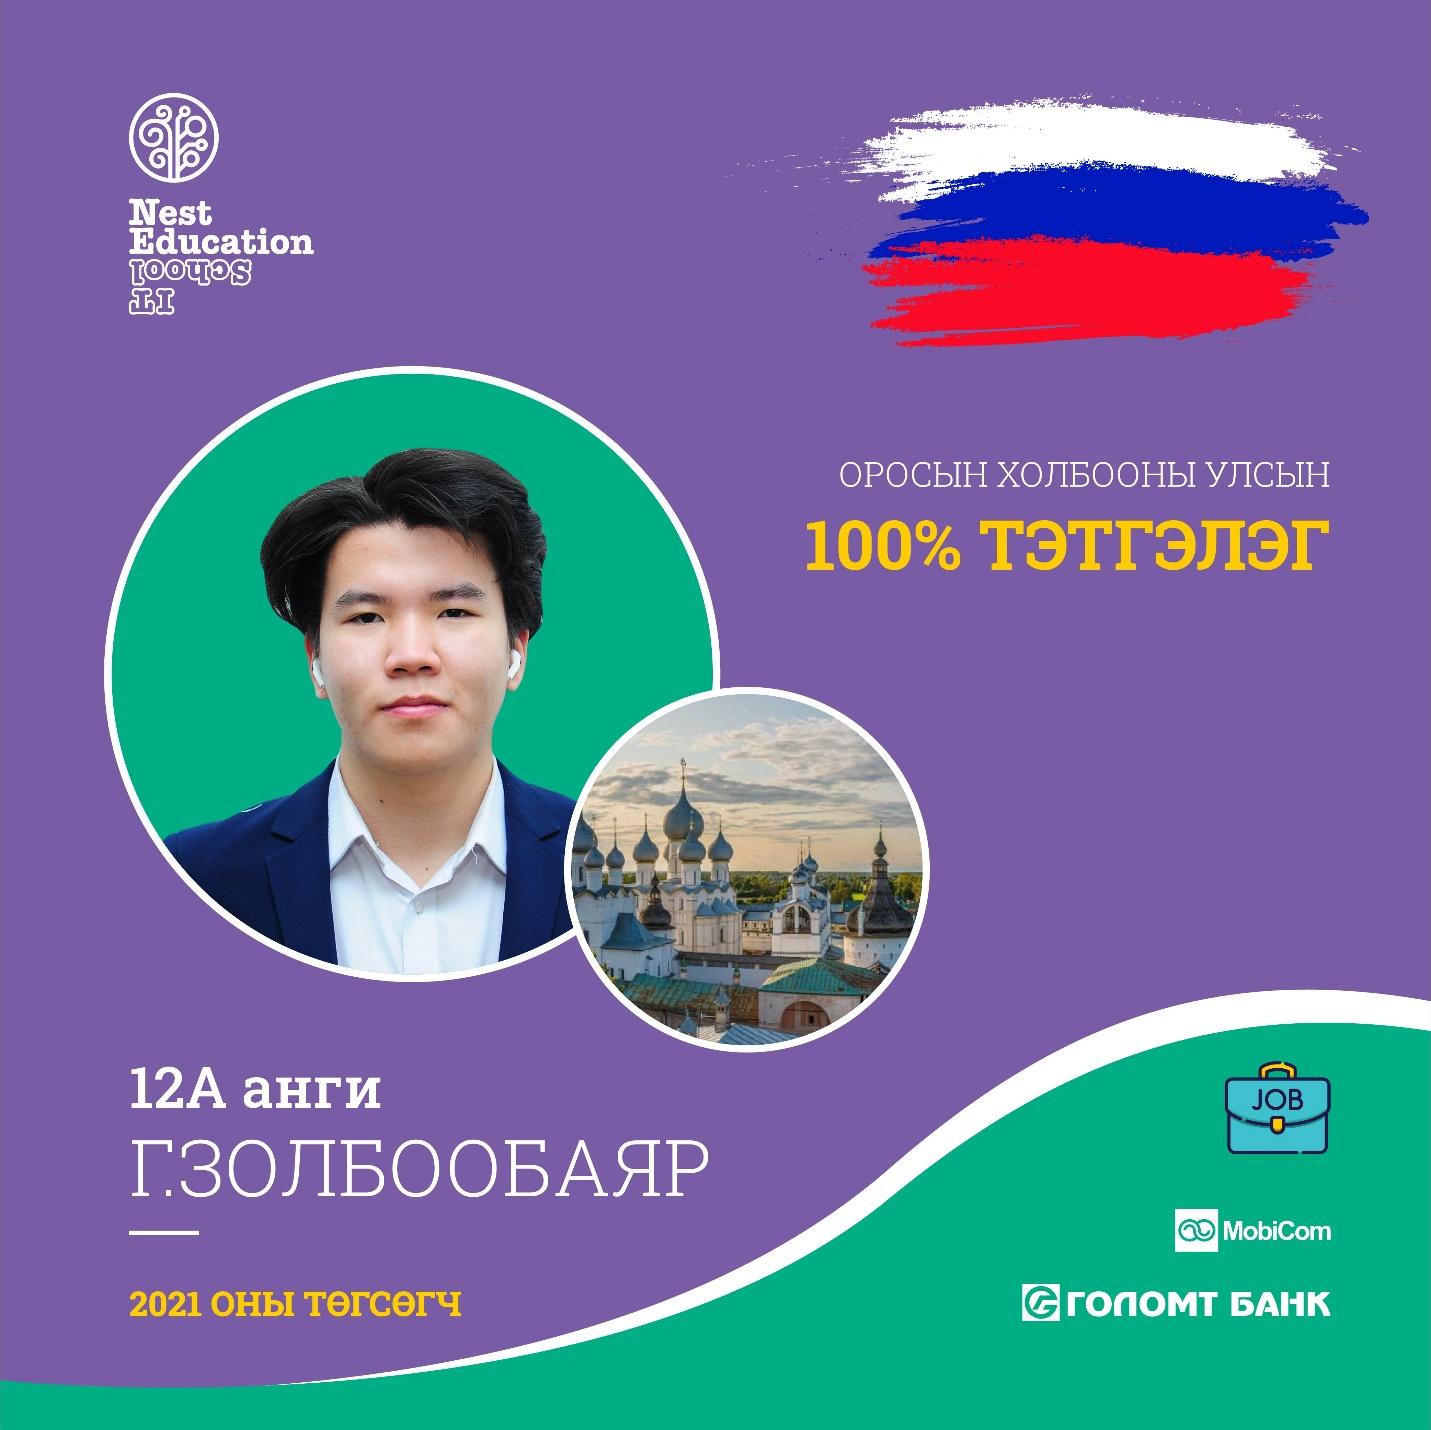 Nest
Education
school
IT
ОРОСЫН ХОЛБООНЫ УЛСЫН
100% ТЭТГЭЛЭГ
12А анги
Г.ЗОЛБООБАЯР
2021 ОНЫ ТӨГСӨГЧ
JOB
MobiCom
ГОЛОМТ БАНК